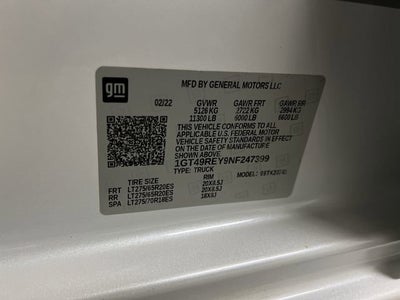 gm
MFD BY GENERAL MOTORS LLC
02/22 GVWR GAWR FRT GAWR RR
5126 KG 2722 KG 2994 KG
11300 LB 6000 LB 6600 LB
THIS VEHICLE CONFORMS TO ALL
APPLICABLE U.S. FEDERAL MOTOR
VEHICLE SAFETY STANDARDS IN EFFECT
ON THE DATE OF MANUFACTURE SHOWN ABOVE.
1GT49REY9NF247399
TYPE: TRUCK MODEL:
TIRE SIZE RIM
FRT LT275/65R20ES 20X8.5J
RR LT275/65R20ES 20X8.5J
SPA LT275/70R18ES 18X8J